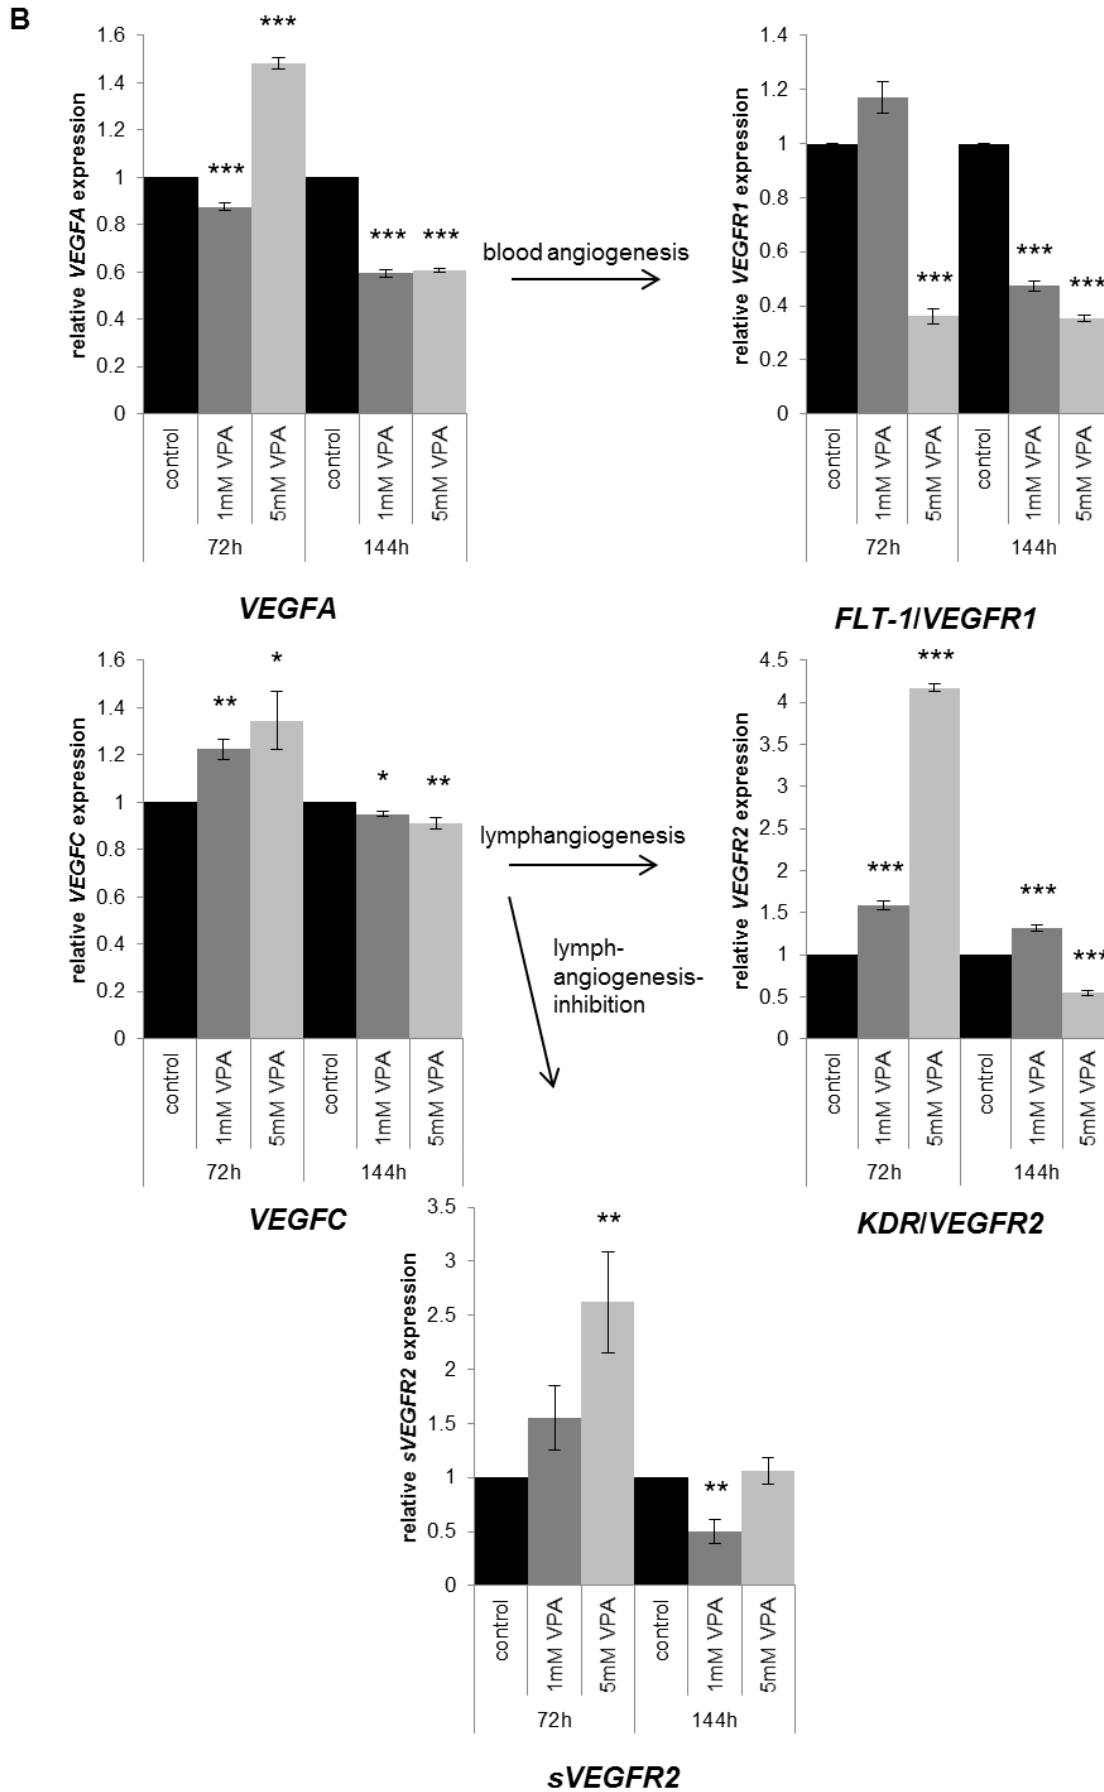 B
relative VEGFA expression
1.6
1.4
1.2
1
0.8
0.6
0.4
0.2
0
***
***
***
***
control
1mM VPA
5mM VPA
control
1mM VPA
5mM VPA
72h
144h
VEGFA
blood angiogenesis
relative VEGFR1 expression
1.4
1.2
1
0.8
0.6
0.4
0.2
0
***
***
***
control
1mM VPA
5mM VPA
control
1mM VPA
5mM VPA
72h
144h
FLT-1/VEGFR1
relative VEGFC expression
1.6
1.4
1.2
1
0.8
0.6
0.4
0.2
0
**
*
*
**
control
1mM VPA
5mM VPA
control
1mM VPA
5mM VPA
72h
144h
VEGFC
lymphangiogenesis
lymph-
angiogenesis-
inhibition
relative VEGFR2 expression
4.5
4
3.5
3
2.5
2
1.5
1
0.5
0
***
***
***
***
control
1mM VPA
5mM VPA
control
1mM VPA
5mM VPA
72h
144h
KDR/VEGFR2
relative sVEGFR2 expression
3.5
3
2.5
2
1.5
1
0.5
0
**
**
control
1mM VPA
5mM VPA
control
1mM VPA
5mM VPA
72h
144h
sVEGFR2